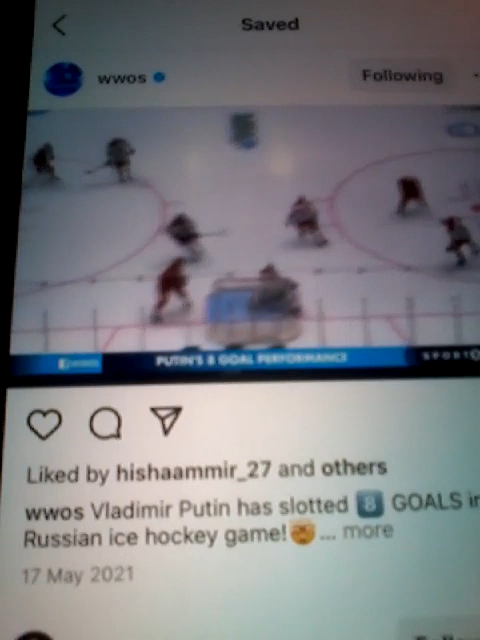 Saved
wwos
Following
PUTIN'S 8 GOAL PERFORMANCE
SPORT
Liked by hishaammir_27 and others
wwos Vladimir Putin has slotted 8 GOALS in
Russian ice hockey game! ... more
17 May 2021